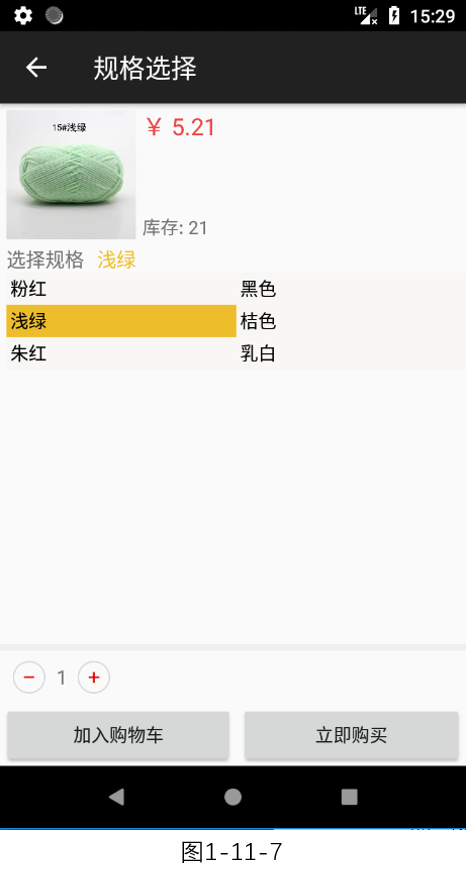 LTE 15:29
规格选择
15#浅绿
￥ 5.21
库存: 21
选择规格 浅绿
粉红 黑色
浅绿 桔色
朱红 乳白
1
加入购物车 立即购买
图1-11-7